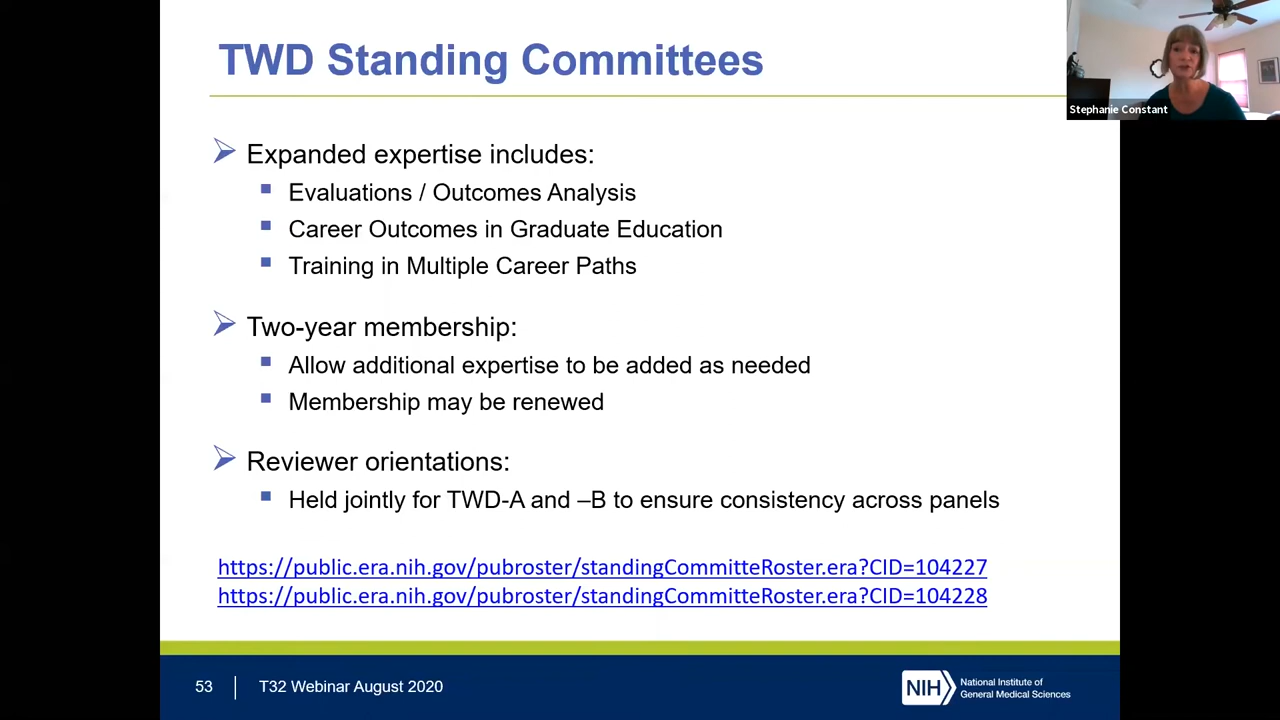 TWD Standing Committees
Stephanie Constant
Expanded expertise includes:
Evaluations / Outcomes Analysis
Career Outcomes in Graduate Education
Training in Multiple Career Paths
Two-year membership:
Allow additional expertise to be added as needed
Membership may be renewed
Reviewer orientations:
Held jointly for TWD-A and –B to ensure consistency across panels
https://public.era.nih.gov/pubroster/standingCommitteRoster.era?CID=104227
https://public.era.nih.gov/pubroster/standingCommitteRoster.era?CID=104228
53
T32 Webinar August 2020
NIH
National Institute of
General Medical Sciences